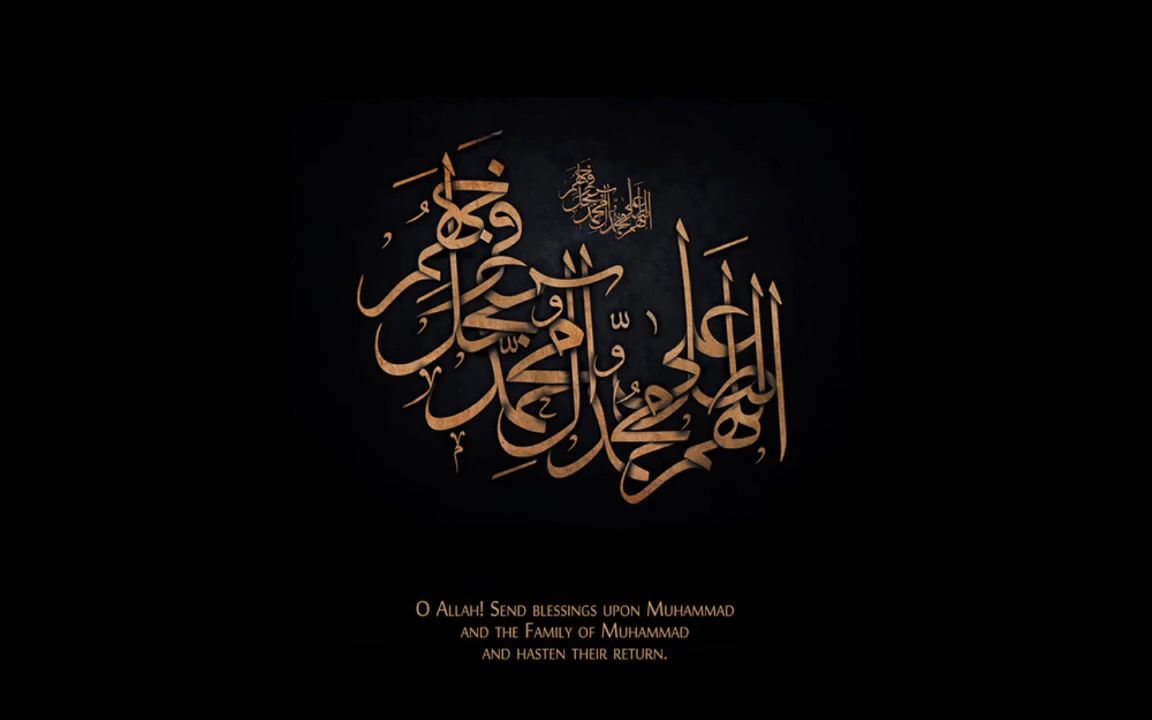 اللهم صل على محمد وآل محمد وعجل فرجهم
O ALLAH! SEND BLESSINGS UPON MUHAMMAD
AND THE FAMILY OF MUHAMMAD
AND HASTEN THEIR RETURN.